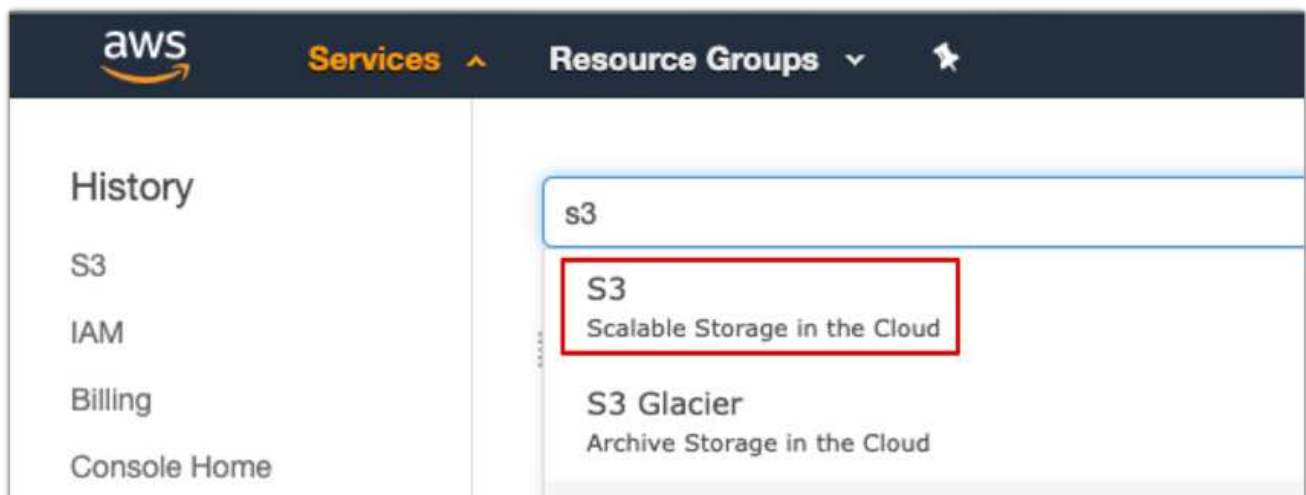 aws Services Resource Groups
History
S3
IAM
Billing
Console Home
s3
S3
Scalable Storage in the Cloud
S3 Glacier
Archive Storage in the Cloud